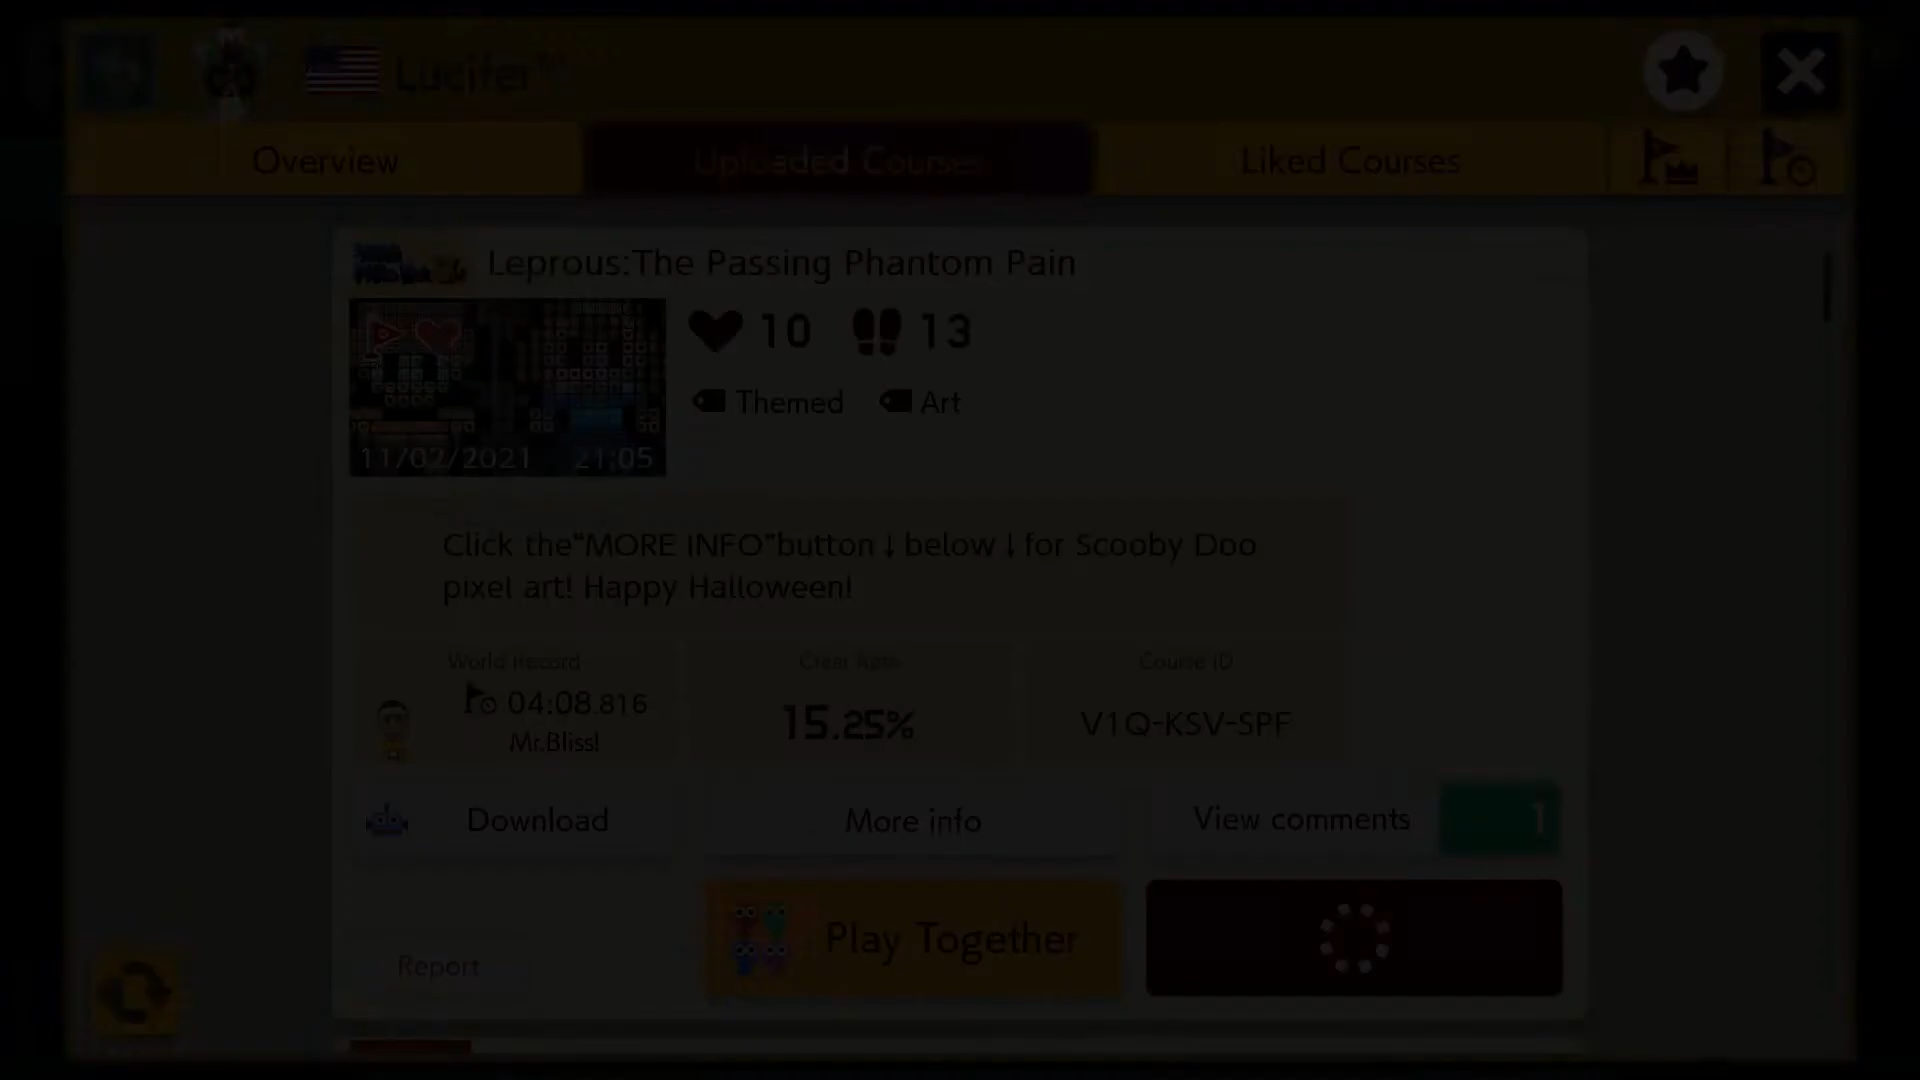 Lucifer™
Overview
Uploaded Courses
Liked Courses
Leprous:The Passing Phantom Pain
10
13
Themed
Art
11/02/2021 21:05
Click the“MORE INFO”button↓below↓for Scooby Doo
pixel art! Happy Halloween!
World Record
Clear Rate
Course ID
04:08.816
15.25%
V1Q-KSV-SPF
Mr.Bliss!
Download
More info
View comments
1
Play Together
Report